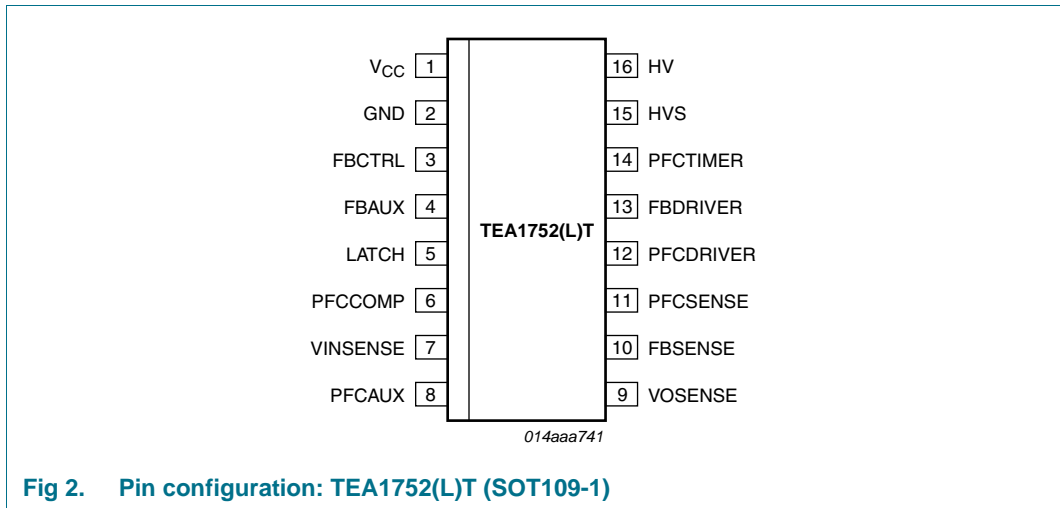 V_CC 1
GND 2
FBCTRL 3
FBAUX 4
LATCH 5
PFCCOMP 6
VINSENSE 7
PFCAUX 8
TEA1752(L)T
16 HV
15 HVS
14 PFCTIMER
13 FBDRIVER
12 PFCDRIVER
11 PFCSENSE
10 FBSENSE
9 VOSENSE
014aaa741
Fig 2. Pin configuration: TEA1752(L)T (SOT109-1)